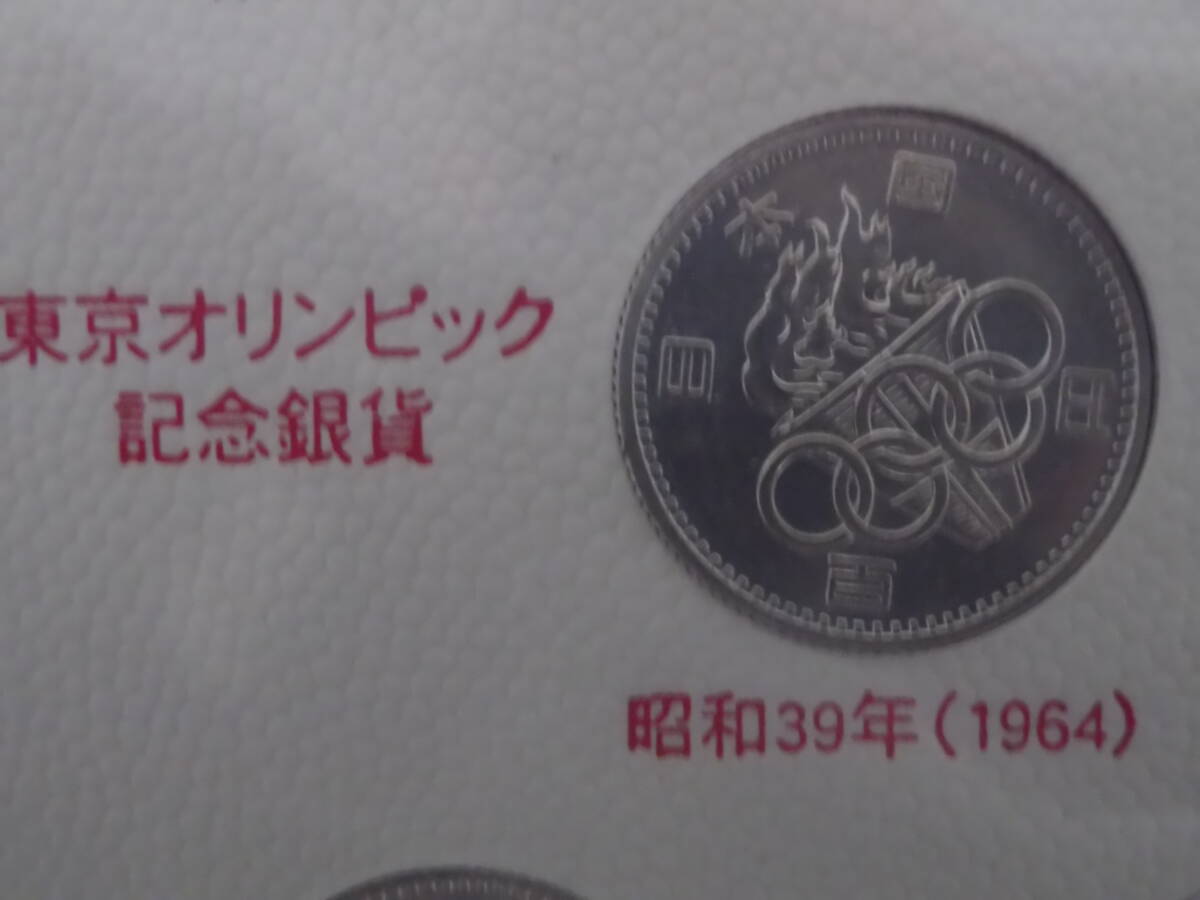 東京オリンピック
記念銀貨
日本國
百円
昭和39年(1964)